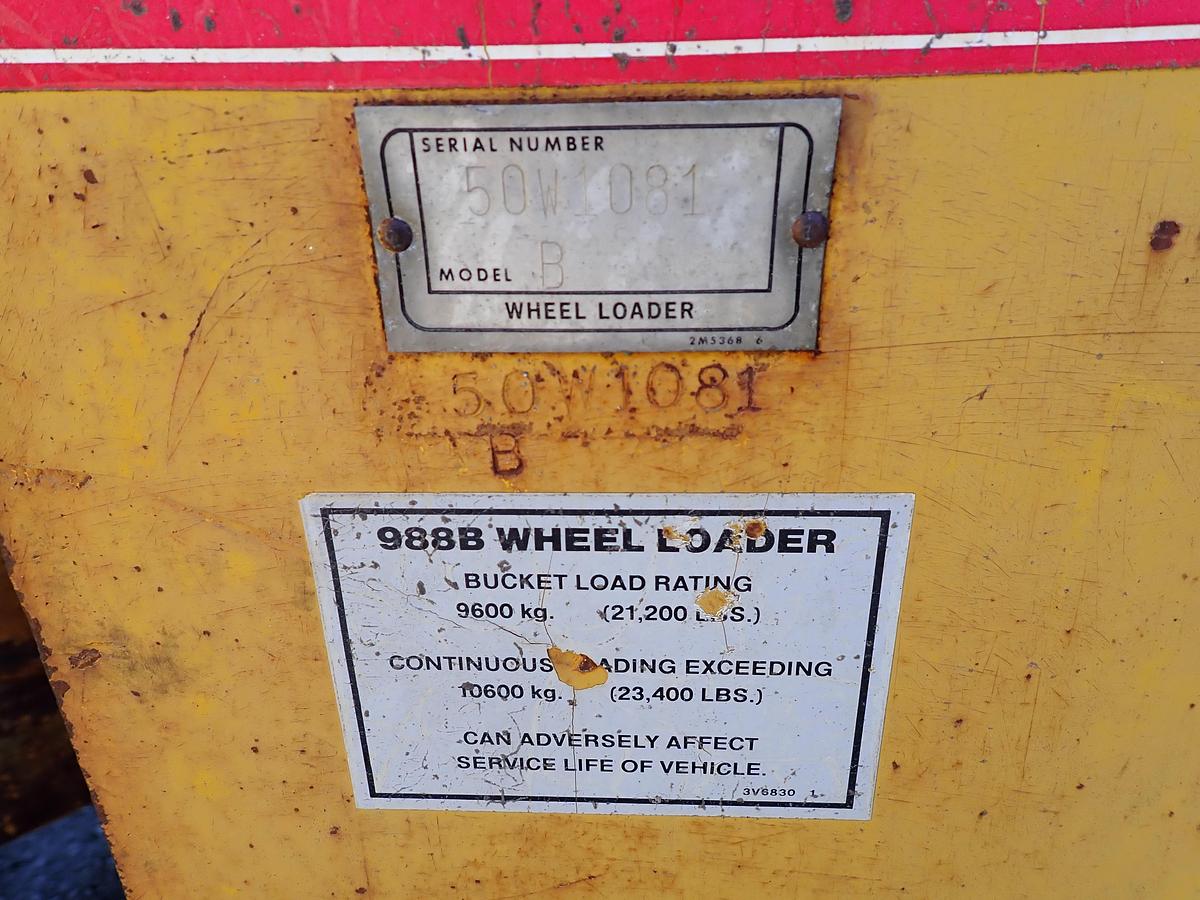 SERIAL NUMBER
50W1081
MODEL B
WHEEL LOADER
2M5368 6
50W1081
B
988B WHEEL LOADER
BUCKET LOAD RATING
9600 kg. (21,200 LBS.)
CONTINUOUS LOADING EXCEEDING
10600 kg. (23,400 LBS.)
CAN ADVERSELY AFFECT
SERVICE LIFE OF VEHICLE.
3V6830 1